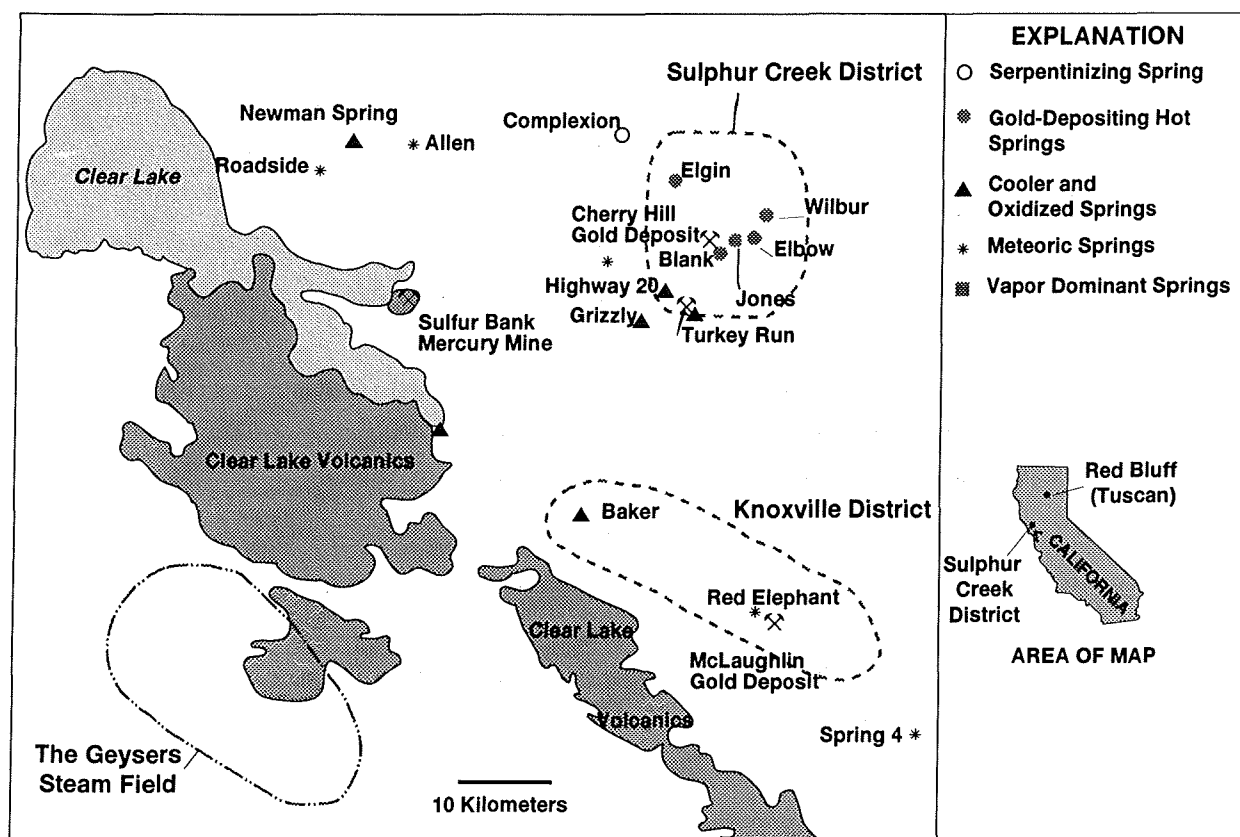 Sulphur Creek District
Newman Spring
Complexion
Allen
Roadside
Clear Lake
Elgin
Cherry Hill
Gold Deposit
Wilbur
Blank
Elbow
Highway 20
Jones
Grizzly
Turkey Run
Sulfur Bank
Mercury Mine
Clear Lake Volcanics
Baker
Knoxville District
Red Elephant
Clear Lake
McLaughlin
Gold Deposit
Volcanics
Spring 4
The Geysers
Steam Field
10 Kilometers
EXPLANATION
Serpentinizing Spring
Gold-Depositing Hot
Springs
Cooler and
Oxidized Springs
Meteoric Springs
Vapor Dominant Springs
Red Bluff
(Tuscan)
CALIFORNIA
Sulphur
Creek
District
AREA OF MAP